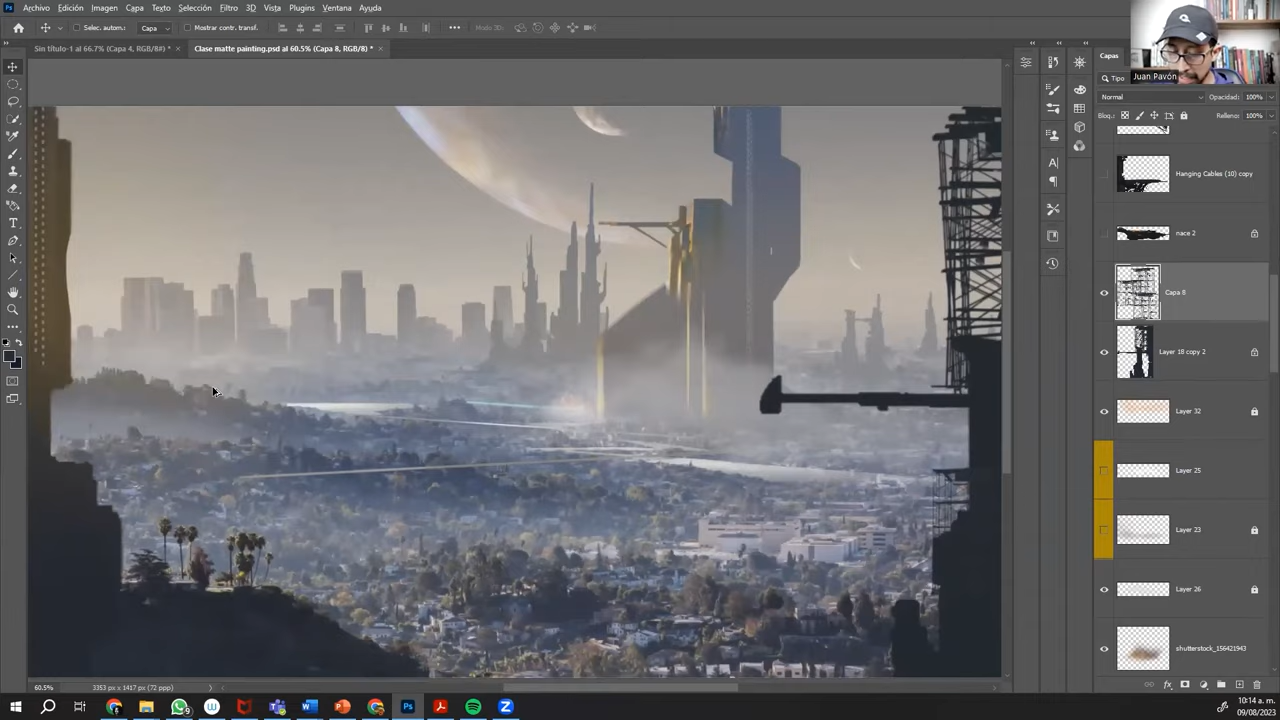 Ps Archivo Edición Imagen Capa Texto Selección Filtro 3D Vista Plugins Ventana Ayuda
Selec. autom.: Capa Mostrar contr. transf. Modo 3D:
Sin título-1 al 66.7% (Capa 4, RGB/8#) * × Clase matte painting.psd al 60.5% (Capa 8, RGB/8#) * ×
Capas
Juan Pavón
Tipo
Normal Opacidad: 100%
Bloq.: Relleno: 100%
Hanging Cables (10) copy
nace 2
Capa 8
Layer 18 copy 2
Layer 32
Layer 25
Layer 23
Layer 26
shutterstock_156421943
60.5% 3353 px x 1417 px (72 ppp)
10:14 a. m.
09/08/2023